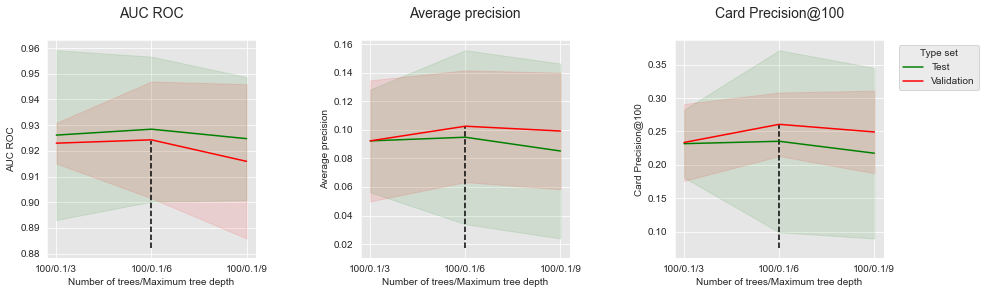 AUC ROC
Average precision
Card Precision@100
0.96
0.95
0.94
0.93
0.92
0.91
0.90
0.89
0.88
AUC ROC
100/0.1/3
100/0.1/6
100/0.1/9
Number of trees/Maximum tree depth
0.16
0.14
0.12
0.10
0.08
0.06
0.04
0.02
Average precision
100/0.1/3
100/0.1/6
100/0.1/9
Number of trees/Maximum tree depth
0.35
0.30
0.25
0.20
0.15
0.10
Card Precision@100
100/0.1/3
100/0.1/6
100/0.1/9
Number of trees/Maximum tree depth
Type set
Test
Validation